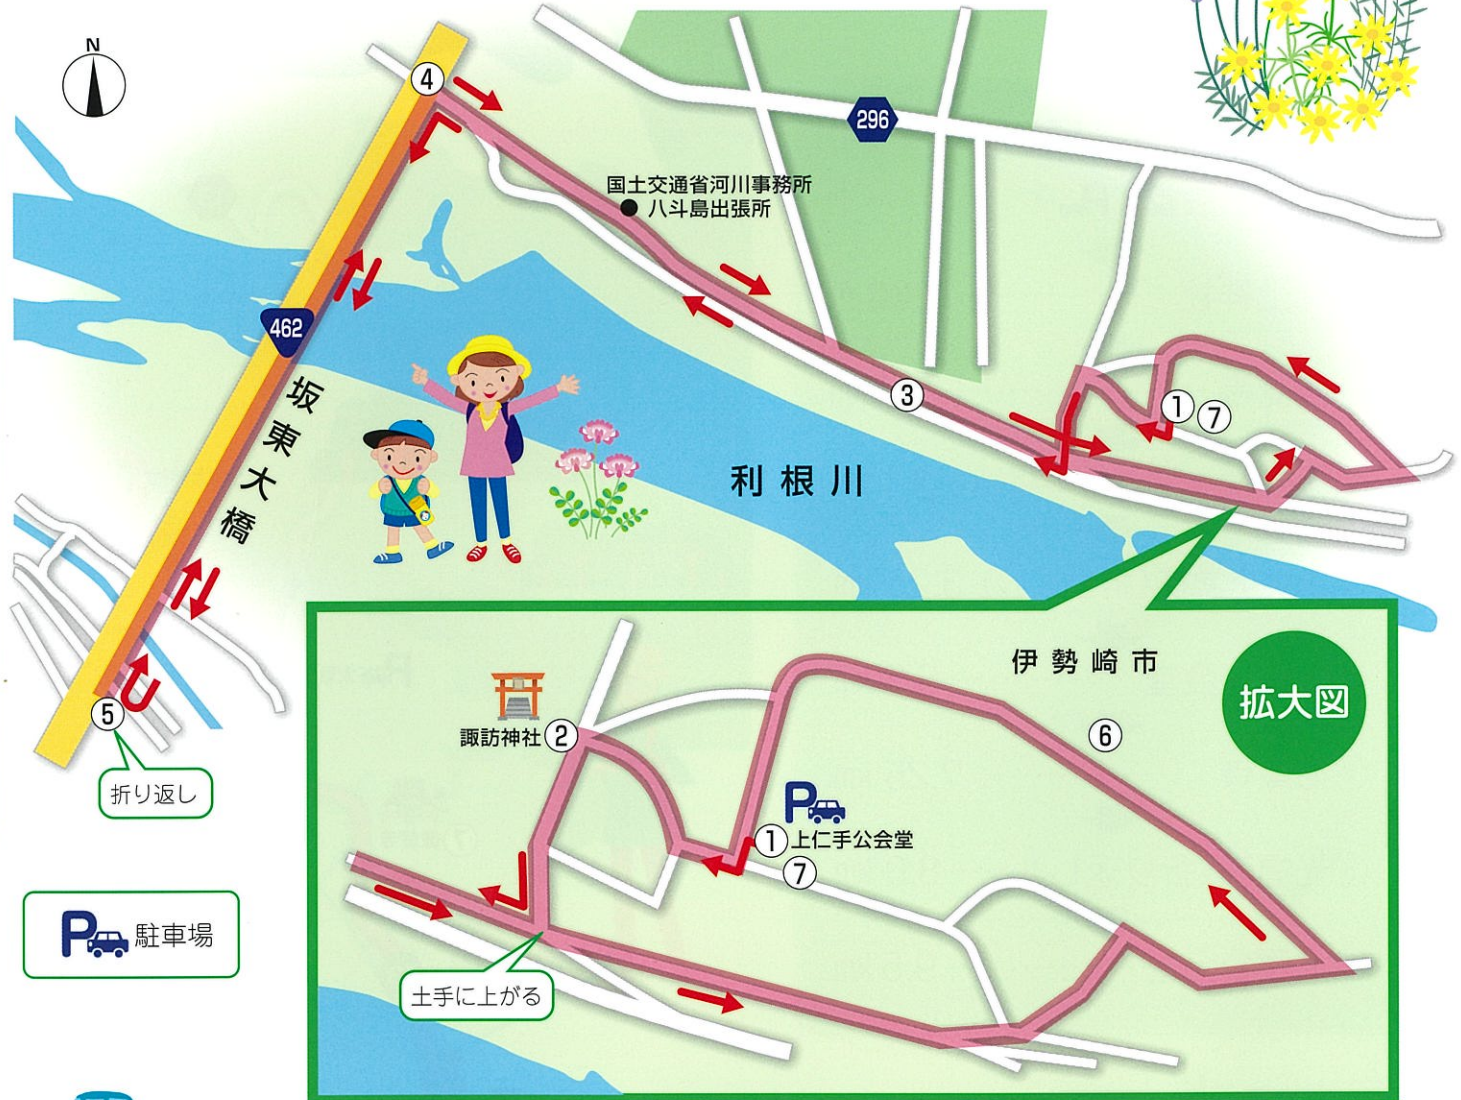 N
④
296
国土交通省河川事務所
八斗島出張所
462
坂東大橋
③
① ⑦
利根川
⑤
折り返し
伊勢崎市
拡大図
諏訪神社 ②
⑥
P
① 上仁手公会堂
⑦
P 駐車場
土手に上がる